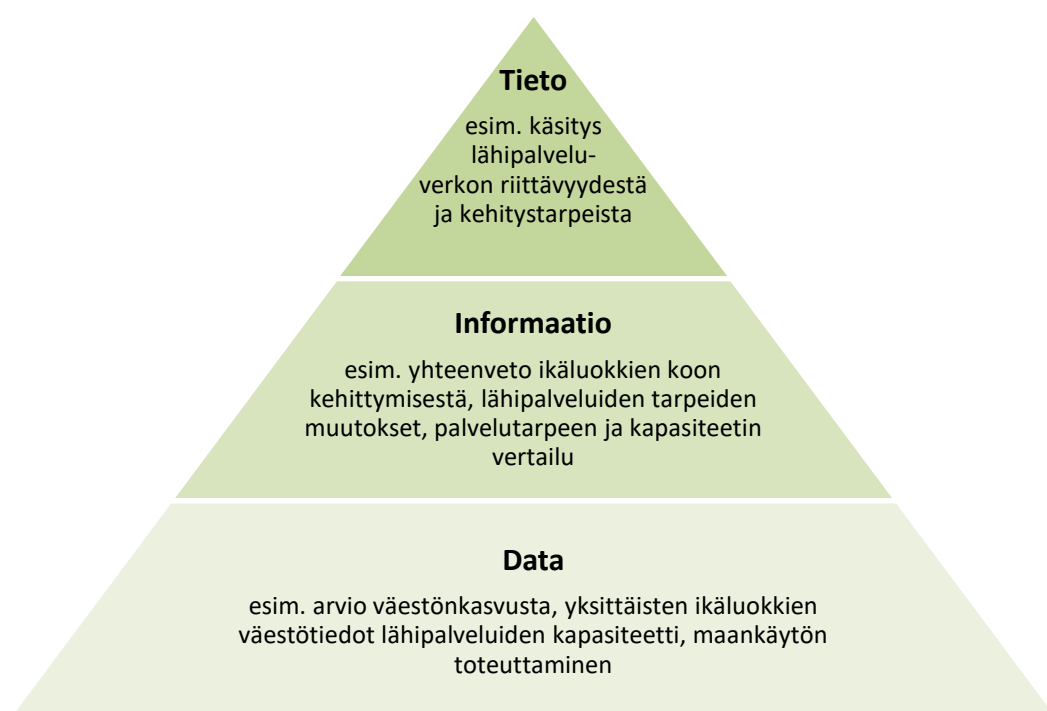 Tieto
esim. käsitys
lähipalvelu-
verkon riittävyydestä
ja kehitystarpeista
Informaatio
esim. yhteenveto ikäluokkien koon
kehittymisestä, lähipalveluiden tarpeiden
muutokset, palvelutarpeen ja kapasiteetin
vertailu
Data
esim. arvio väestönkasvusta, yksittäisten ikäluokkien
väestötiedot lähipalveluiden kapasiteetti, maankäytön
toteuttaminen